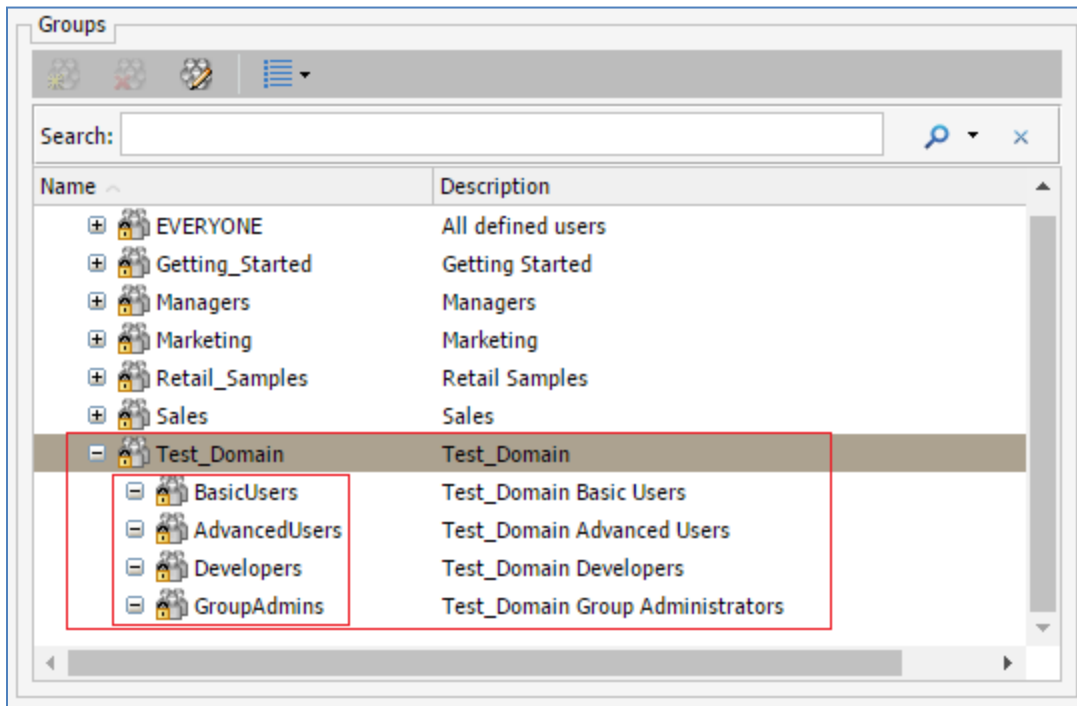 Groups
Search:
Name Description
EVERYONE All defined users
Getting_Started Getting Started
Managers Managers
Marketing Marketing
Retail_Samples Retail Samples
Sales Sales
Test_Domain Test_Domain
BasicUsers Test_Domain Basic Users
AdvancedUsers Test_Domain Advanced Users
Developers Test_Domain Developers
GroupAdmins Test_Domain Group Administrators